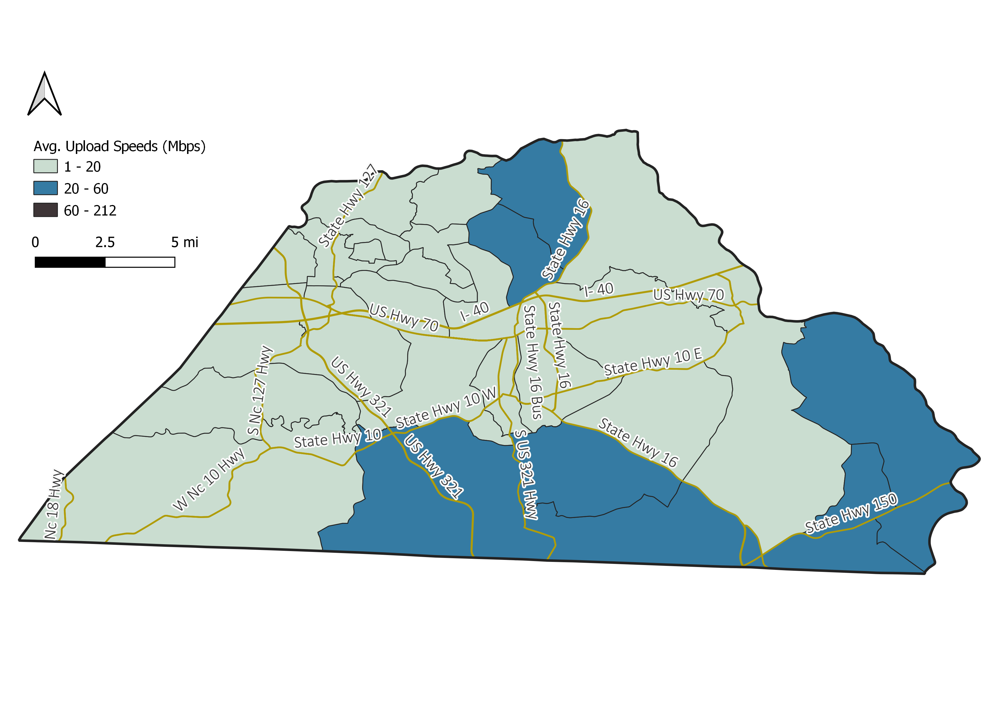 Avg. Upload Speeds (Mbps)
1 - 20
20 - 60
60 - 212
0 2.5 5 mi
State Hwy 127
State Hwy 16
I- 40
US Hwy 70
US Hwy 70
I- 40
State Hwy 16 Bus
State Hwy 16
S Nc 127 Hwy
US Hwy 321
State Hwy 10 E
State Hwy 10 W
State Hwy 10
US Hwy 321
S US 321 Hwy
State Hwy 16
W Nc 10 Hwy
Nc 18 Hwy
State Hwy 150